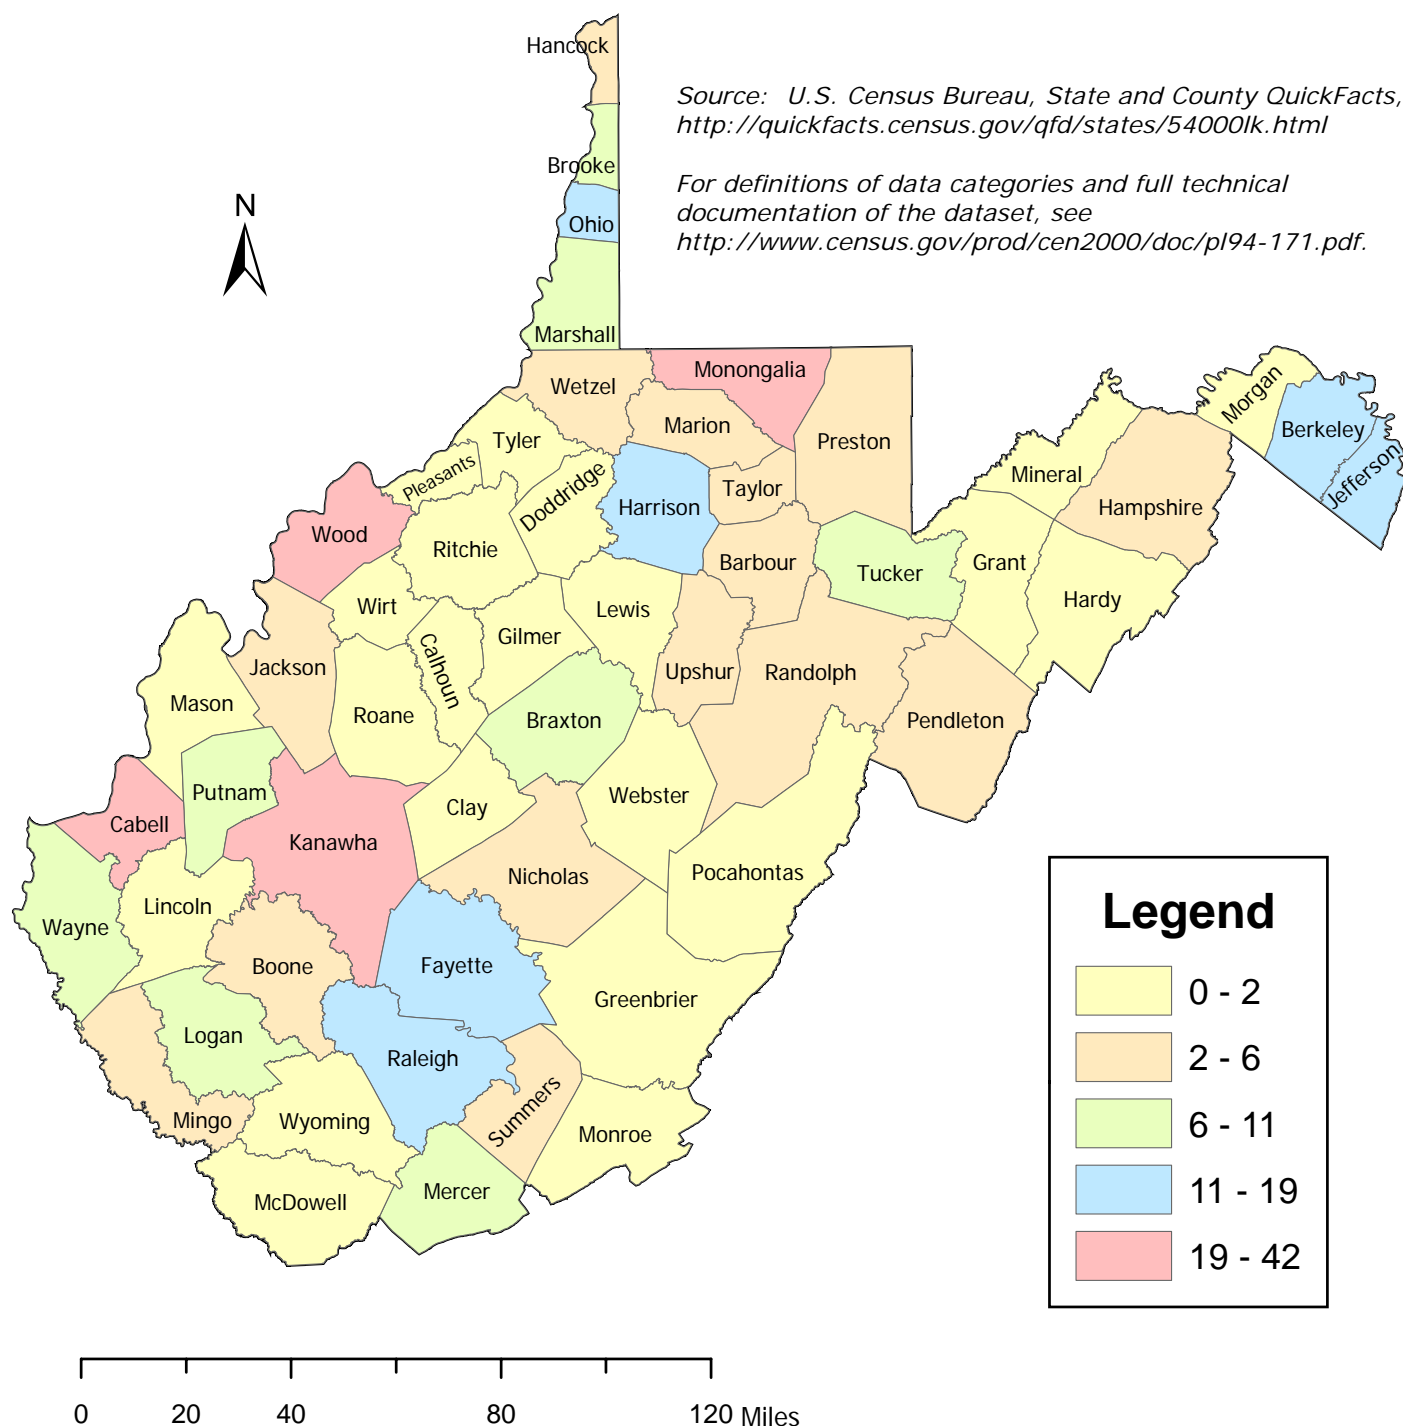 Hancock
Source:  U.S. Census Bureau, State and County QuickFacts,
http://quickfacts.census.gov/qfd/states/54000lk.html
Brooke
For definitions of data categories and full technical
documentation of the dataset, see
http://www.census.gov/prod/cen2000/doc/pl94-171.pdf.
N
Ohio
Marshall
Monongalia
Wetzel
Morgan
Marion
Berkeley
Tyler
Preston
Pleasants
Mineral
Jefferson
Taylor
Doddridge
Harrison
Hampshire
Wood
Ritchie
Barbour
Grant
Tucker
Hardy
Wirt
Lewis
Gilmer
Calhoun
Jackson
Upshur
Randolph
Mason
Roane
Braxton
Pendleton
Putnam
Webster
Clay
Cabell
Kanawha
Pocahontas
Nicholas
Lincoln
Legend
Wayne
Boone
Fayette
0 - 2
Greenbrier
Logan
Raleigh
2 - 6
Summers
Mingo
Wyoming
6 - 11
Monroe
Mercer
11 - 19
McDowell
19 - 42
0 20 40 80 120 Miles